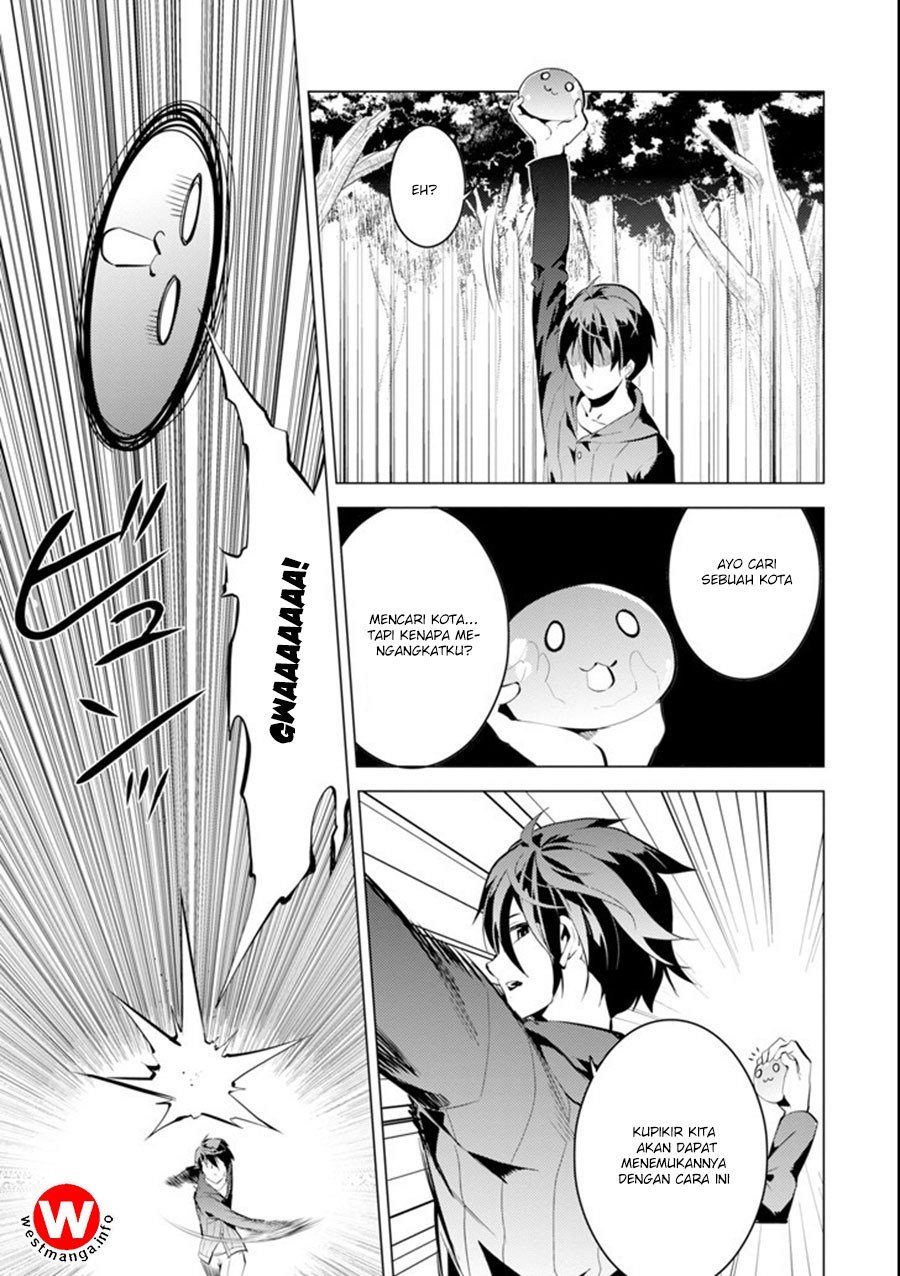 EH?
AYO CARI
SEBUAH KOTA
MENCARI KOTA...
TAPI KENAPA ME-
NGANGKATKU?
KUPIKIR KITA
AKAN DAPAT
MENEMUKANNYA
DENGAN CARA INI
GWAAAAAAA!
ビュン
W
westmanga.info